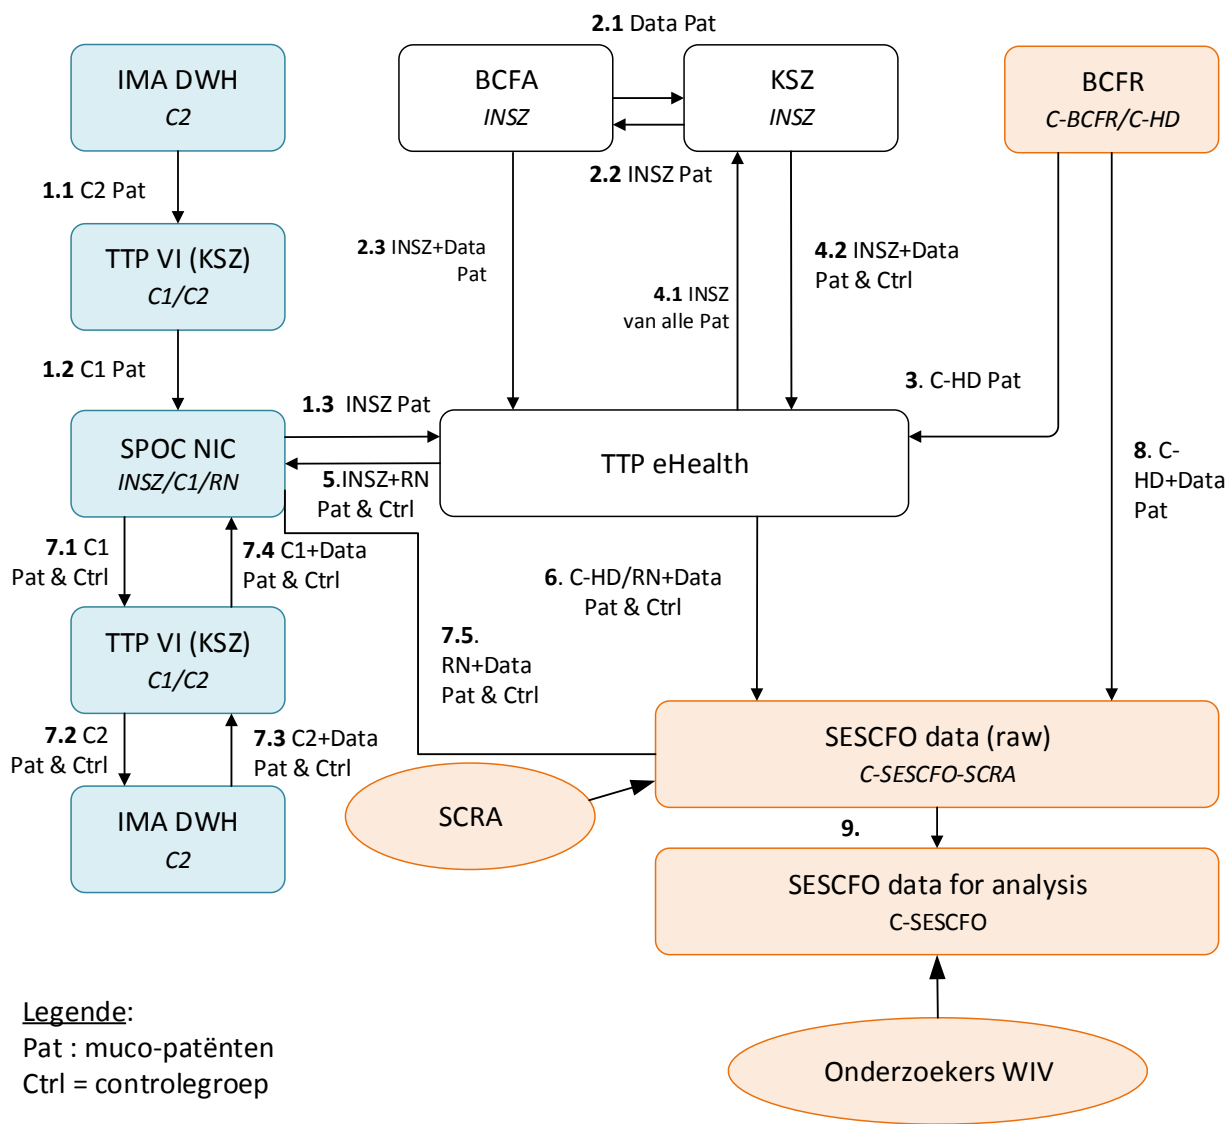 2.1 Data Pat
IMA DWH
C2
BCFA
INSZ
KSZ
INSZ
BCFR
C-BCFR/C-HD
1.1 C2 Pat
2.2 INSZ Pat
TTP VI (KSZ)
C1/C2
2.3 INSZ+Data
Pat
4.2 INSZ+Data
Pat & Ctrl
4.1 INSZ
van alle Pat
1.2 C1 Pat
3. C-HD Pat
1.3 INSZ Pat
SPOC NIC
INSZ/C1/RN
TTP eHealth
5.INSZ+RN
Pat & Ctrl
8. C-
HD+Data
Pat
7.1 C1
Pat & Ctrl
7.4 C1+Data
Pat & Ctrl
6. C-HD/RN+Data
Pat & Ctrl
TTP VI (KSZ)
C1/C2
7.5.
RN+Data
Pat & Ctrl
7.2 C2
Pat & Ctrl
7.3 C2+Data
Pat & Ctrl
SESCFO data (raw)
C-SESCFO-SCRA
IMA DWH
C2
SCRA
9.
SESCFO data for analysis
C-SESCFO
Legende:
Pat : muco-patënten
Ctrl = controlegroep
Onderzoekers WIV